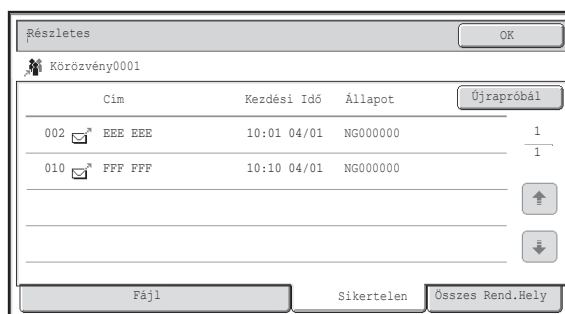 Részletes OK
Körözvény0001
Cím Kezdési Idő Állapot Újrapróbál
002 EEE EEE 10:01 04/01 NG000000 1
1
010 FFF FFF 10:10 04/01 NG000000
Fájl Sikertelen Összes Rend.Hely